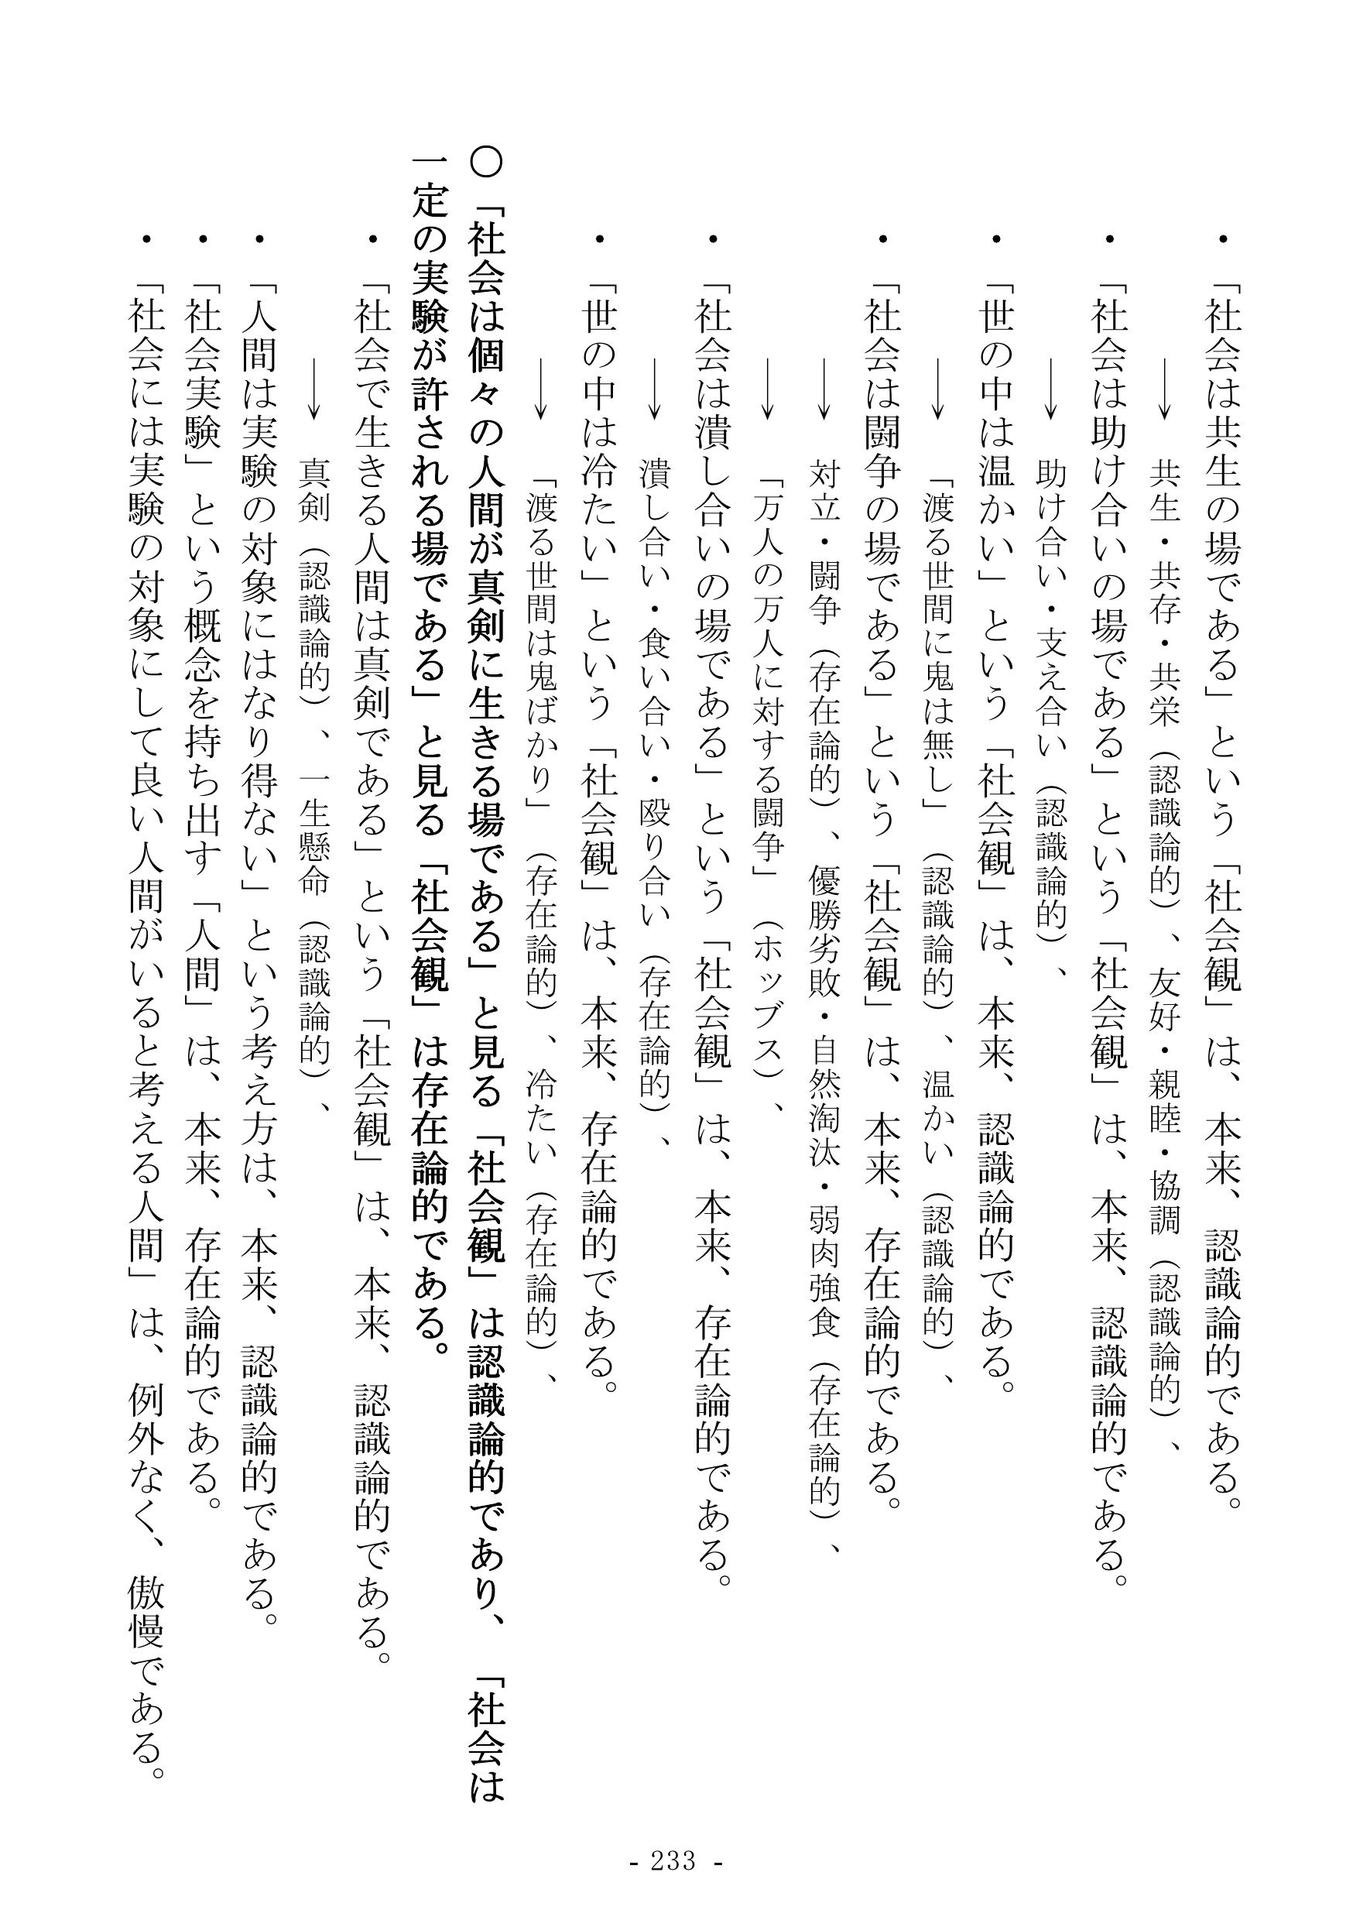 ・「社会は共生の場である」という「社会観」は、本来、認識論的である。
→ 共生・共存・共栄（認識論的）、友好・親睦・協調（認識論的）、
・「社会は助け合いの場である」という「社会観」は、本来、認識論的である。
→ 助け合い・支え合い（認識論的）、
・「世の中は温かい」という「社会観」は、本来、認識論的である。
→ 「渡る世間に鬼は無し」（認識論的）、温かい（認識論的）、
・「社会は闘争の場である」という「社会観」は、本来、存在論的である。
→ 対立・闘争（存在論的）、優勝劣敗・自然淘汰・弱肉強食（存在論的）、
→ 「万人の万人に対する闘争」（ホッブス）、
・「社会は潰し合いの場である」という「社会観」は、本来、存在論的である。
→ 潰し合い・食い合い・殴り合い（存在論的）、
・「世の中は冷たい」という「社会観」は、本来、存在論的である。
→ 「渡る世間は鬼ばかり」（存在論的）、冷たい（存在論的）、
〇「社会は個々の人間が真剣に生きる場である」と見る「社会観」は認識論的であり、「社会は
一定の実験が許される場である」と見る「社会観」は存在論的である。
・「社会で生きる人間は真剣である」という「社会観」は、本来、認識論的である。
→ 真剣（認識論的）、一生懸命（認識論的）、
・「人間は実験の対象にはなり得ない」という考え方は、本来、認識論的である。
・「社会実験」という概念を持ち出す「人間」は、本来、存在論的である。
・「社会には実験の対象にして良い人間がいると考える人間」は、例外なく、傲慢である。
- 233 -